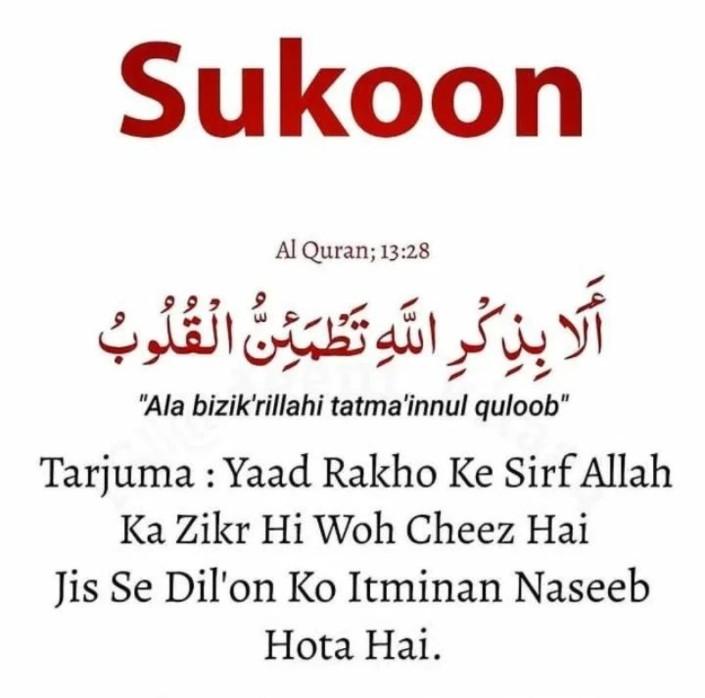 Sukoon
Al Quran; 13:28
أَلَا بِذِكْرِ اللَّهِ تَطْمَئِنُّ الْقُلُوبُ
"Ala bizik'rillahi tatma'innul quloob"
Tarjuma : Yaad Rakho Ke Sirf Allah
Ka Zikr Hi Woh Cheez Hai
Jis Se Dil'on Ko Itminan Naseeb
Hota Hai.